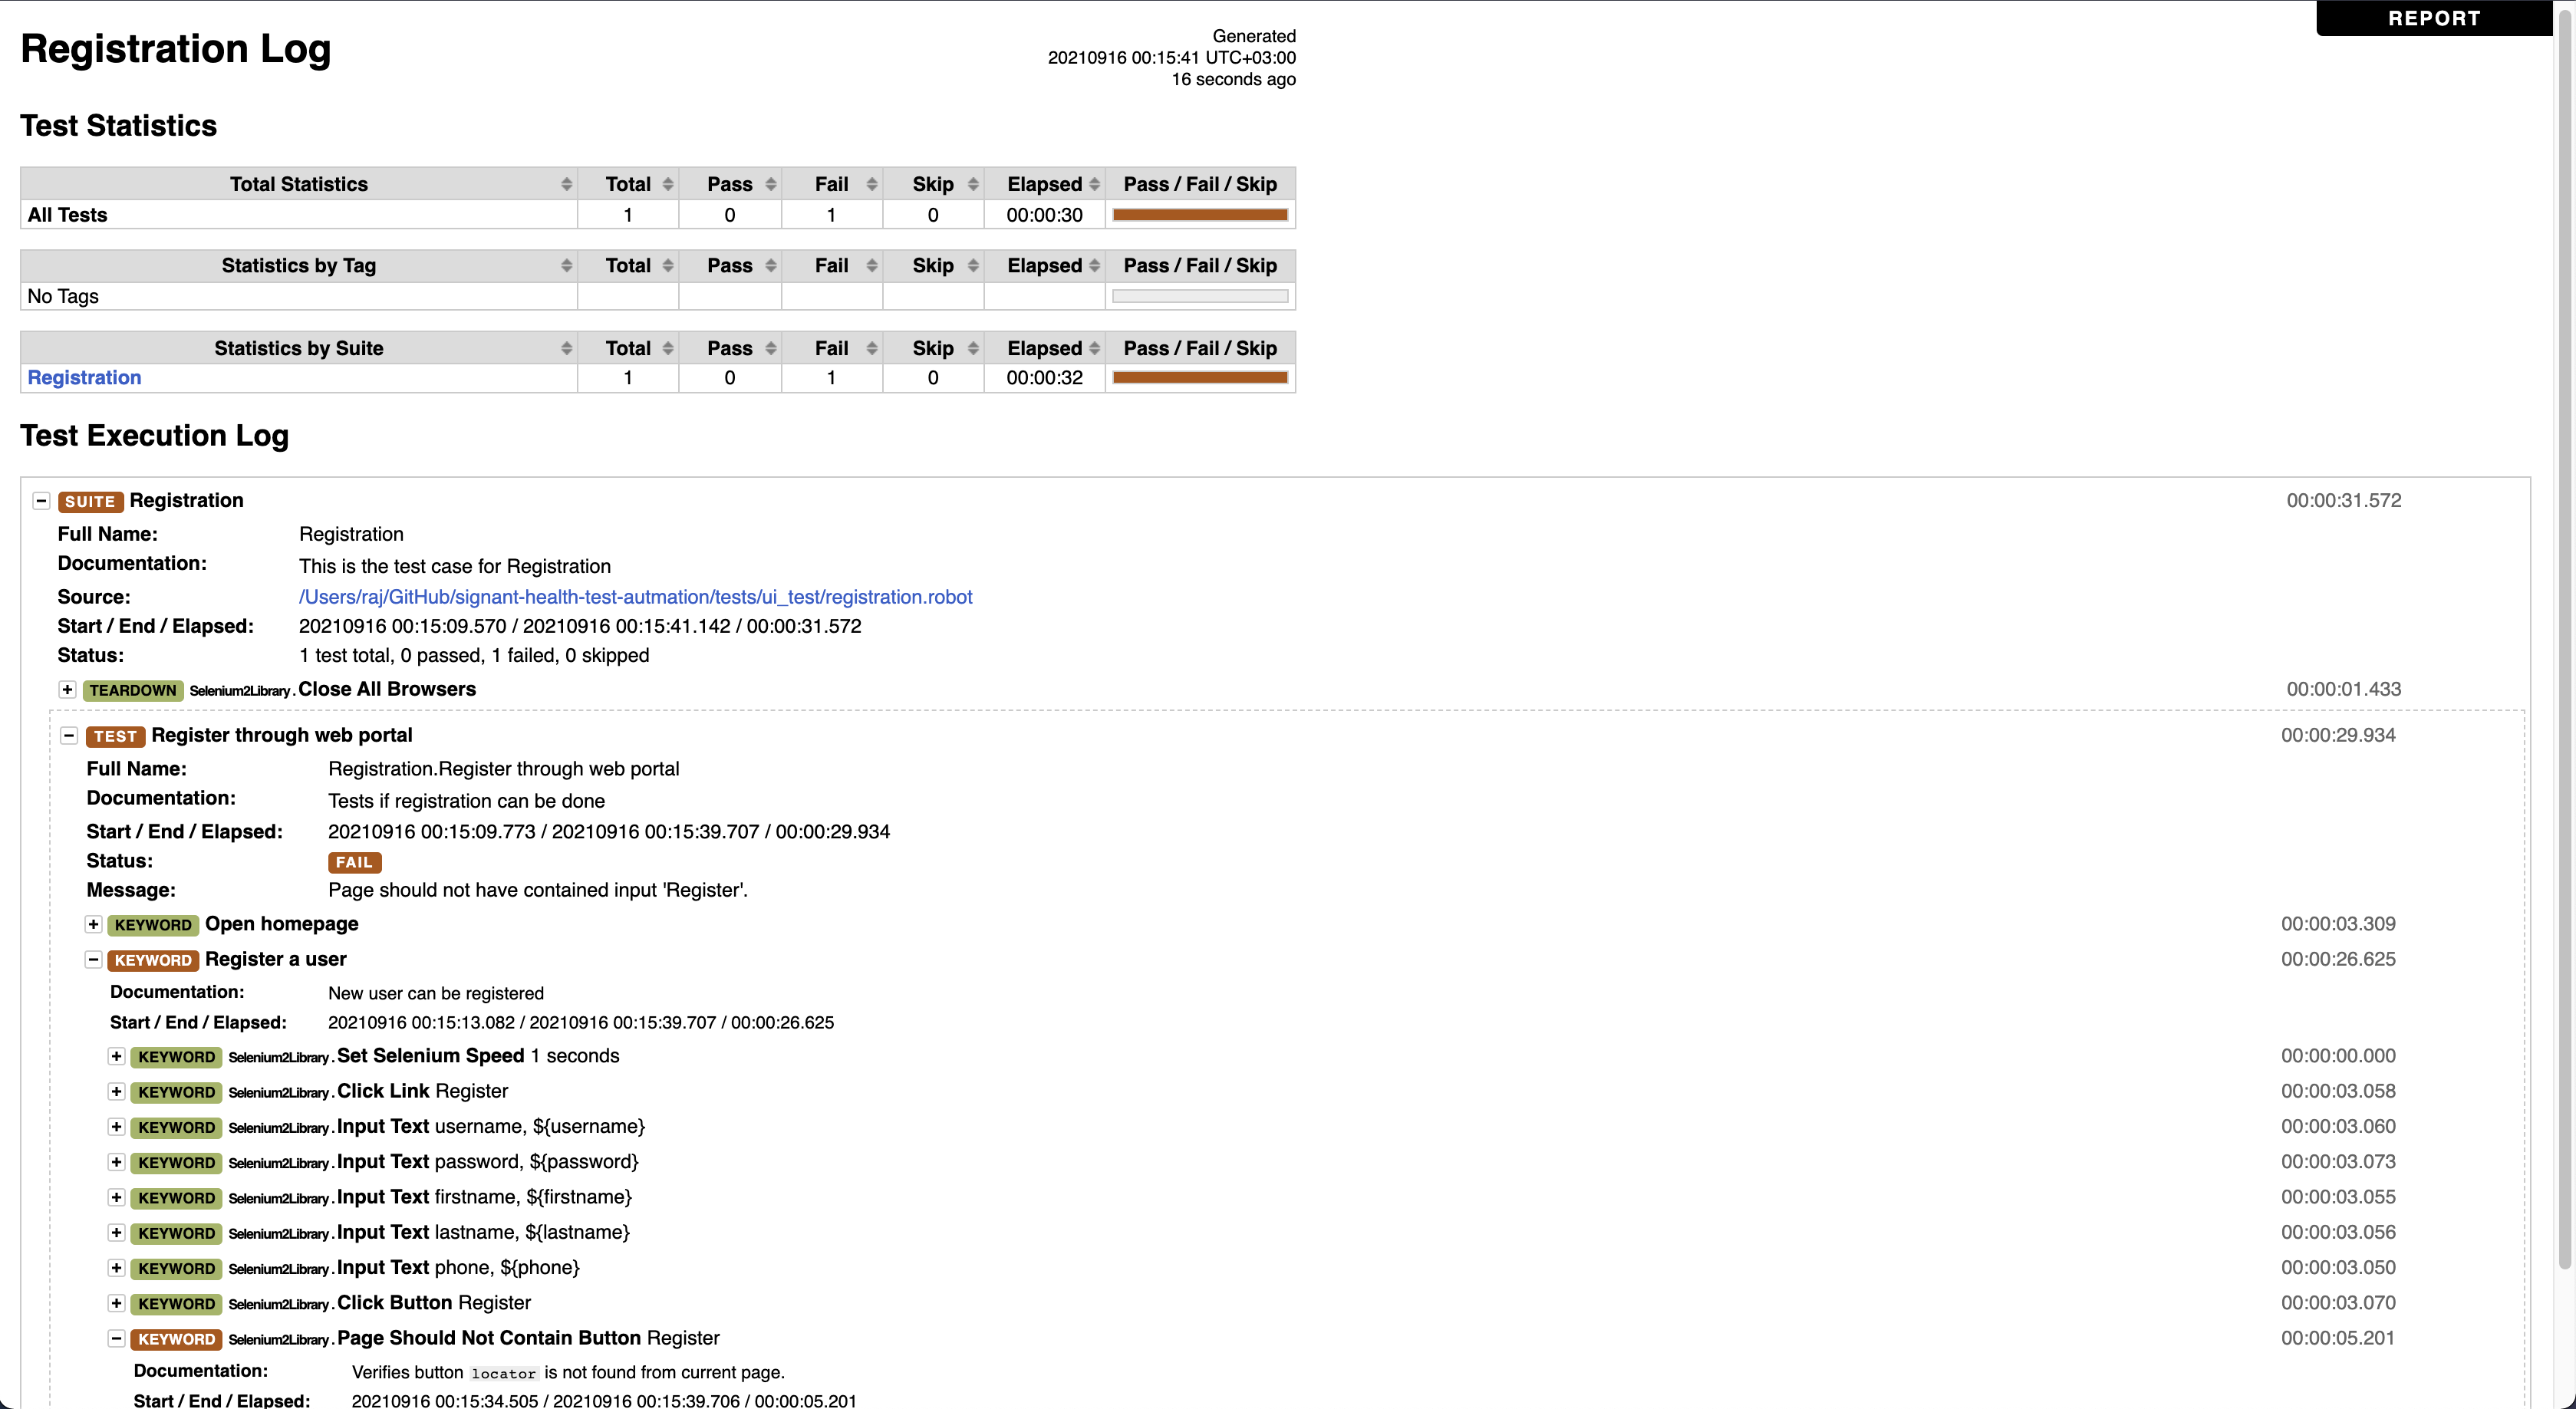 REPORT
Registration Log
Generated
20210916 00:15:41 UTC+03:00
16 seconds ago
Test Statistics
Total Statistics Total Pass Fail Skip Elapsed Pass / Fail / Skip
All Tests 1 0 1 0 00:00:30
Statistics by Tag Total Pass Fail Skip Elapsed Pass / Fail / Skip
No Tags
Statistics by Suite Total Pass Fail Skip Elapsed Pass / Fail / Skip
Registration 1 0 1 0 00:00:32
Test Execution Log
− SUITE Registration 00:00:31.572
Full Name: Registration
Documentation: This is the test case for Registration
Source: /Users/raj/GitHub/signant-health-test-autmation/tests/ui_test/registration.robot
Start / End / Elapsed: 20210916 00:15:09.570 / 20210916 00:15:41.142 / 00:00:31.572
Status: 1 test total, 0 passed, 1 failed, 0 skipped
+ TEARDOWN Selenium2Library. Close All Browsers 00:00:01.433
− TEST Register through web portal 00:00:29.934
Full Name: Registration.Register through web portal
Documentation: Tests if registration can be done
Start / End / Elapsed: 20210916 00:15:09.773 / 20210916 00:15:39.707 / 00:00:29.934
Status: FAIL
Message: Page should not have contained input 'Register'.
+ KEYWORD Open homepage 00:00:03.309
− KEYWORD Register a user 00:00:26.625
Documentation: New user can be registered
Start / End / Elapsed: 20210916 00:15:13.082 / 20210916 00:15:39.707 / 00:00:26.625
+ KEYWORD Selenium2Library. Set Selenium Speed 1 seconds 00:00:00.000
+ KEYWORD Selenium2Library. Click Link Register 00:00:03.058
+ KEYWORD Selenium2Library. Input Text username, ${username} 00:00:03.060
+ KEYWORD Selenium2Library. Input Text password, ${password} 00:00:03.073
+ KEYWORD Selenium2Library. Input Text firstname, ${firstname} 00:00:03.055
+ KEYWORD Selenium2Library. Input Text lastname, ${lastname} 00:00:03.056
+ KEYWORD Selenium2Library. Input Text phone, ${phone} 00:00:03.050
+ KEYWORD Selenium2Library. Click Button Register 00:00:03.070
− KEYWORD Selenium2Library. Page Should Not Contain Button Register 00:00:05.201
Documentation: Verifies button locator is not found from current page.
Start / End / Elapsed: 20210916 00:15:34.505 / 20210916 00:15:39.706 / 00:00:05.201